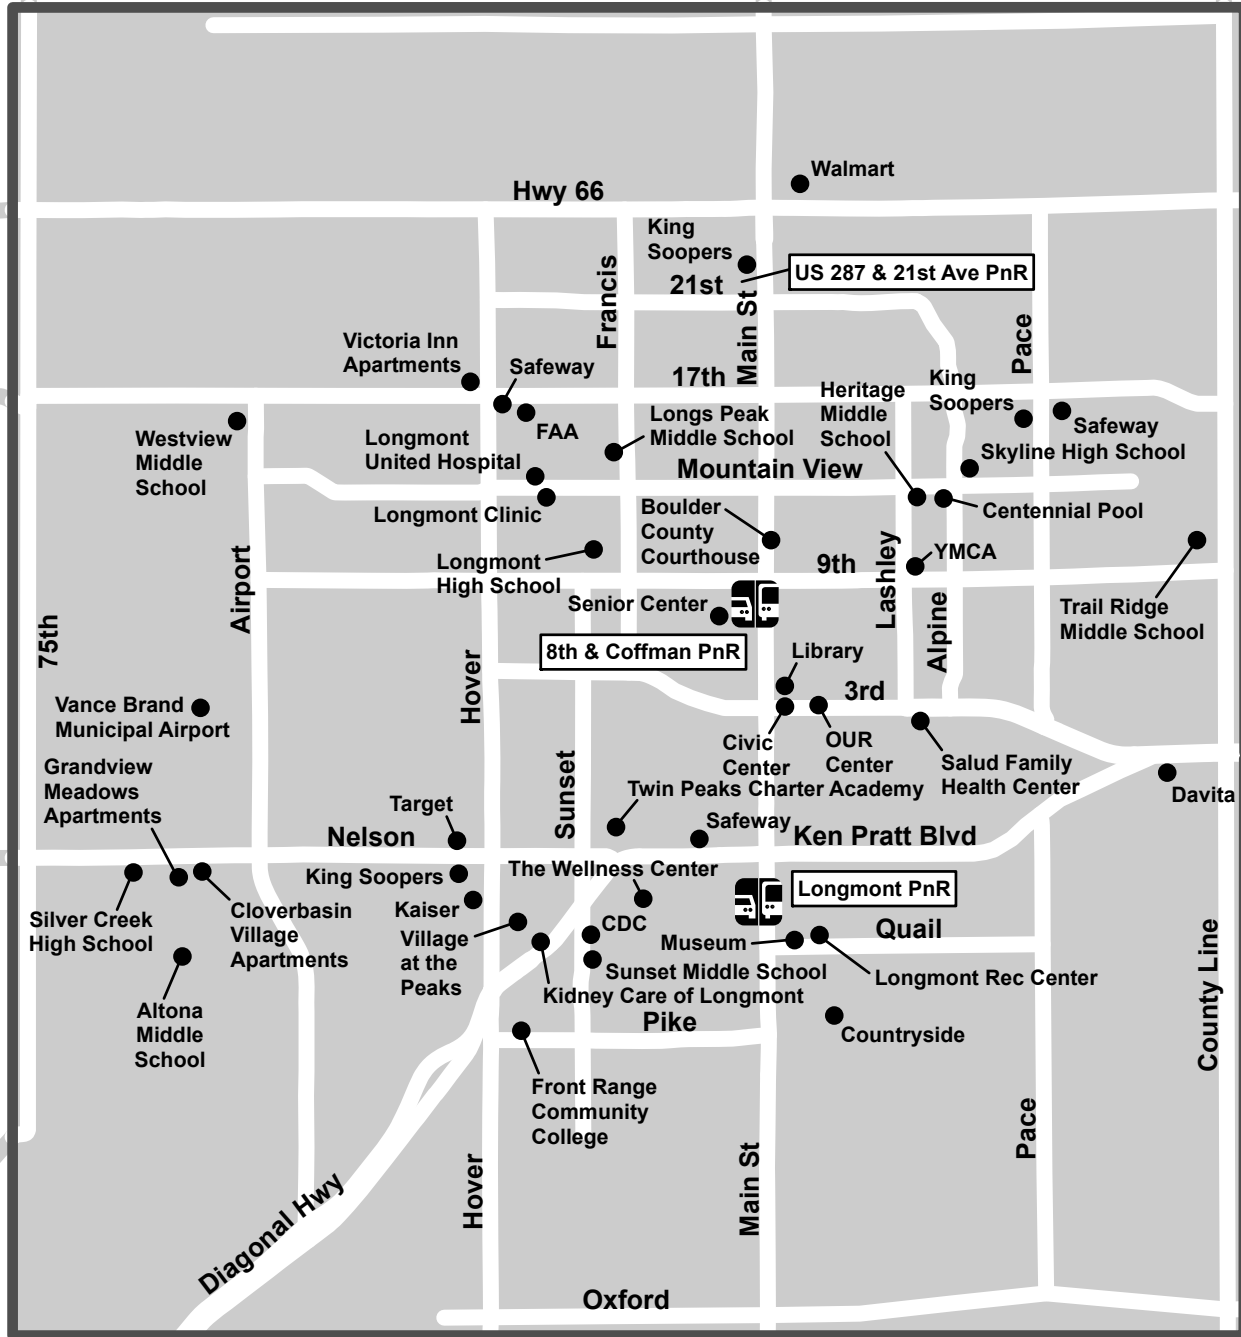 Walmart
Hwy 66
King
Soopers
US 287 & 21st Ave PnR
21st
Francis
Main St
Pace
Victoria Inn
Apartments
Safeway
17th
FAA
Heritage
Middle
School
King
Soopers
Safeway
Westview
Middle
School
Longmont
United Hospital
Longs Peak
Middle School
Skyline High School
Mountain View
Longmont Clinic
Centennial Pool
Boulder
County
Courthouse
Longmont
High School
9th
YMCA
Lashley
Alpine
Trail Ridge
Middle School
Airport
75th
Senior Center
8th & Coffman PnR
Library
3rd
Hover
Vance Brand
Municipal Airport
Civic
Center
OUR
Center
Salud Family
Health Center
Davita
Grandview
Meadows
Apartments
Sunset
Twin Peaks Charter Academy
Target
Nelson
Safeway
Ken Pratt Blvd
King Soopers
The Wellness Center
Longmont PnR
Silver Creek
High School
Cloverbasin
Village
Apartments
Kaiser
Village
at the
Peaks
CDC
Museum
Quail
Longmont Rec Center
Sunset Middle School
Kidney Care of Longmont
County Line
Altona
Middle
School
Pike
Countryside
Front Range
Community
College
Pace
Main St
Hover
Diagonal Hwy
Oxford